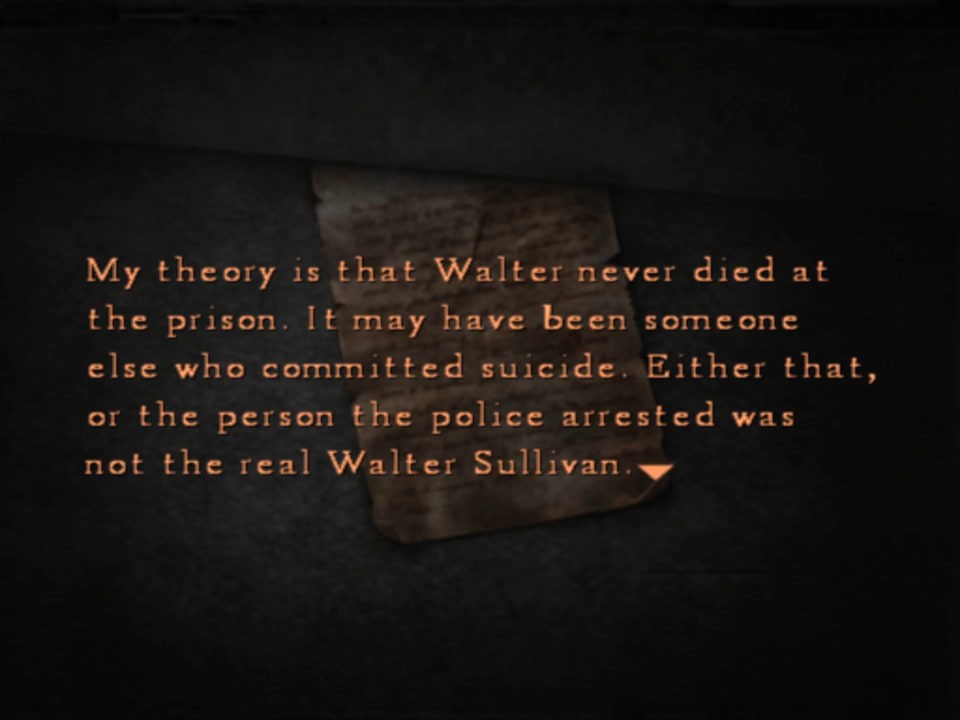 My theory is that Walter never died at
the prison. It may have been someone
else who committed suicide. Either that,
or the person the police arrested was
not the real Walter Sullivan.